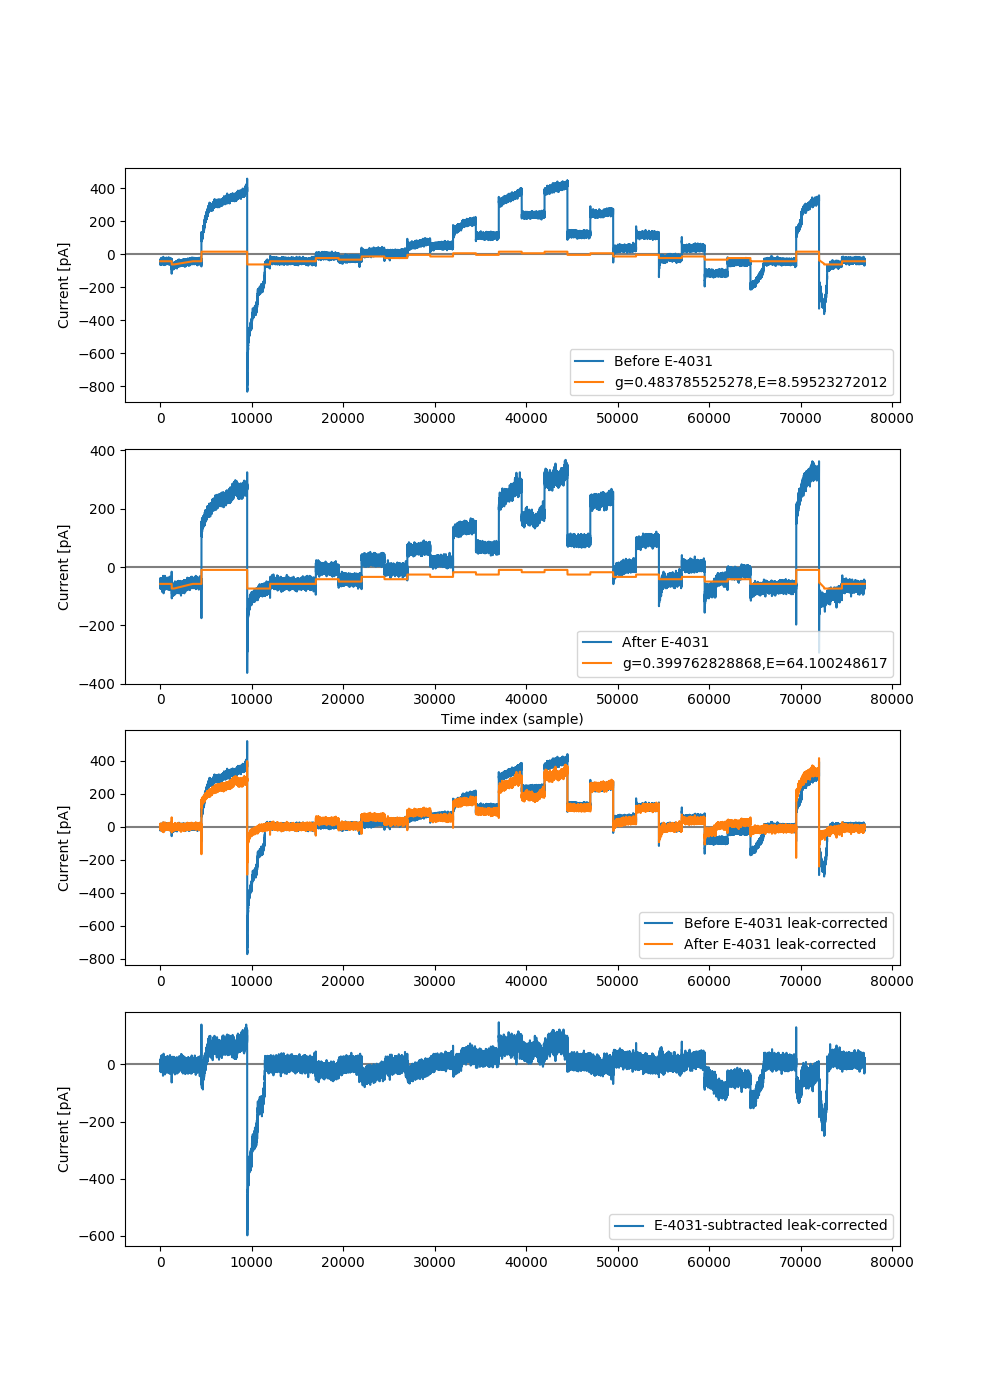 400
200
0
−200
−400
−600
−800
Current [pA]
Before E-4031
g=0.483785525278,E=8.59523272012
0 10000 20000 30000 40000 50000 60000 70000 80000
400
200
0
−200
−400
Current [pA]
After E-4031
g=0.399762828868,E=64.100248617
0 10000 20000 30000 40000 50000 60000 70000 80000
Time index (sample)
400
200
0
−200
−400
−600
−800
Current [pA]
Before E-4031 leak-corrected
After E-4031 leak-corrected
0 10000 20000 30000 40000 50000 60000 70000 80000
0
−200
−400
−600
Current [pA]
E-4031-subtracted leak-corrected
0 10000 20000 30000 40000 50000 60000 70000 80000